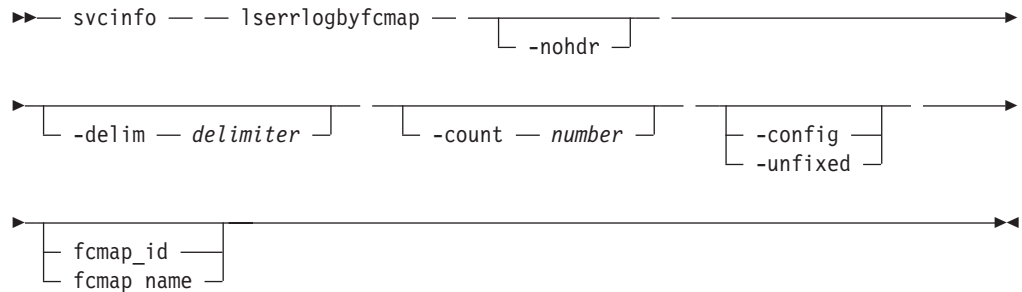 svcinfo lserrlogbyfcmap
-nohdr
-delim delimiter -count number -config
-unfixed
fcmap_id
fcmap name